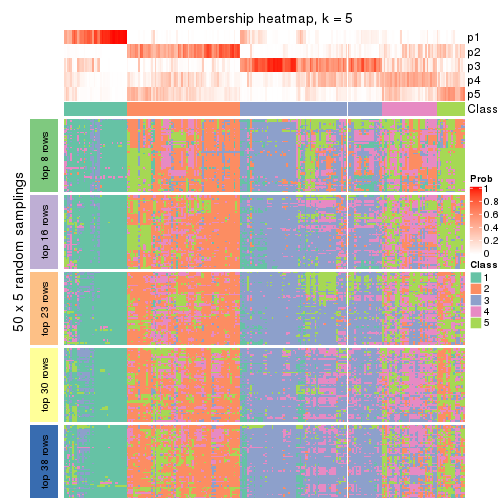 membership heatmap, k = 5
p1
p2
p3
p4
p5
Class
50 x 5 random samplings
top 8 rows
top 16 rows
top 23 rows
top 30 rows
top 38 rows
Prob
1
0.8
0.6
0.4
0.2
0
Class
1
2
3
4
5